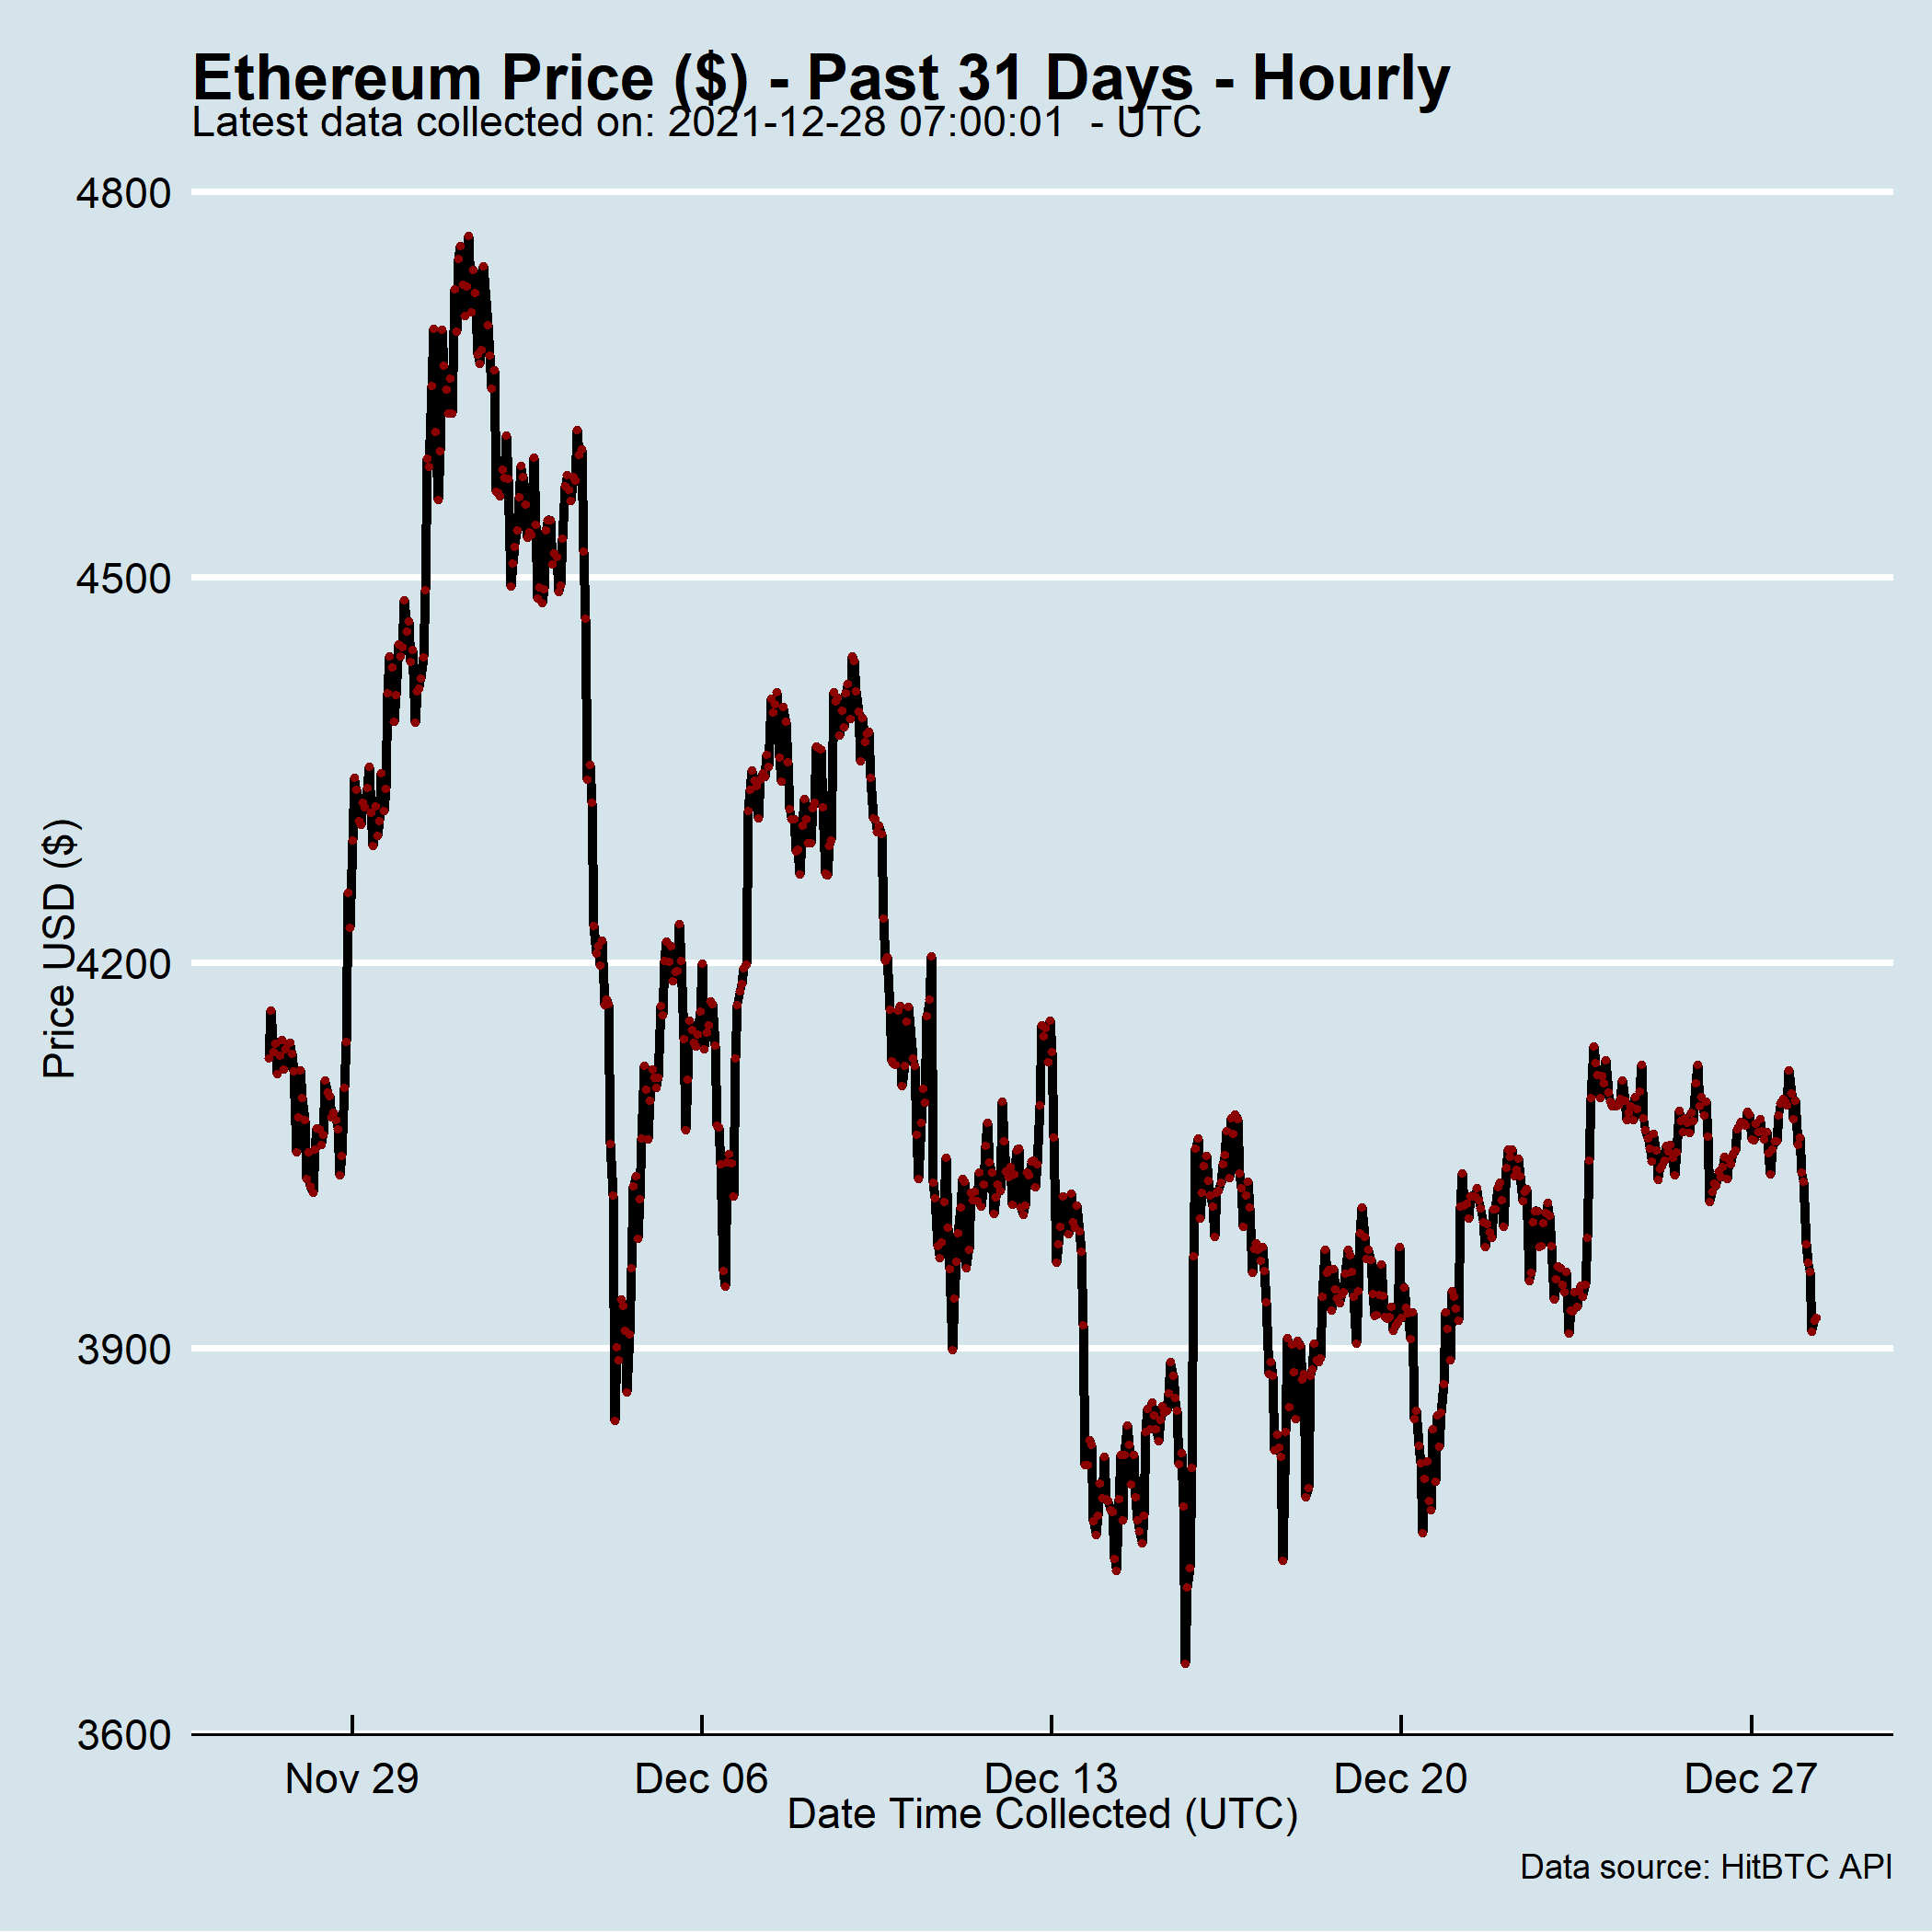 Ethereum Price ($) - Past 31 Days - Hourly
Latest data collected on: 2021-12-28 07:00:01  - UTC
4800
4500
4200
3900
3600
Price USD ($)
Nov 29
Dec 06
Dec 13
Dec 20
Dec 27
Date Time Collected (UTC)
Data source: HitBTC API